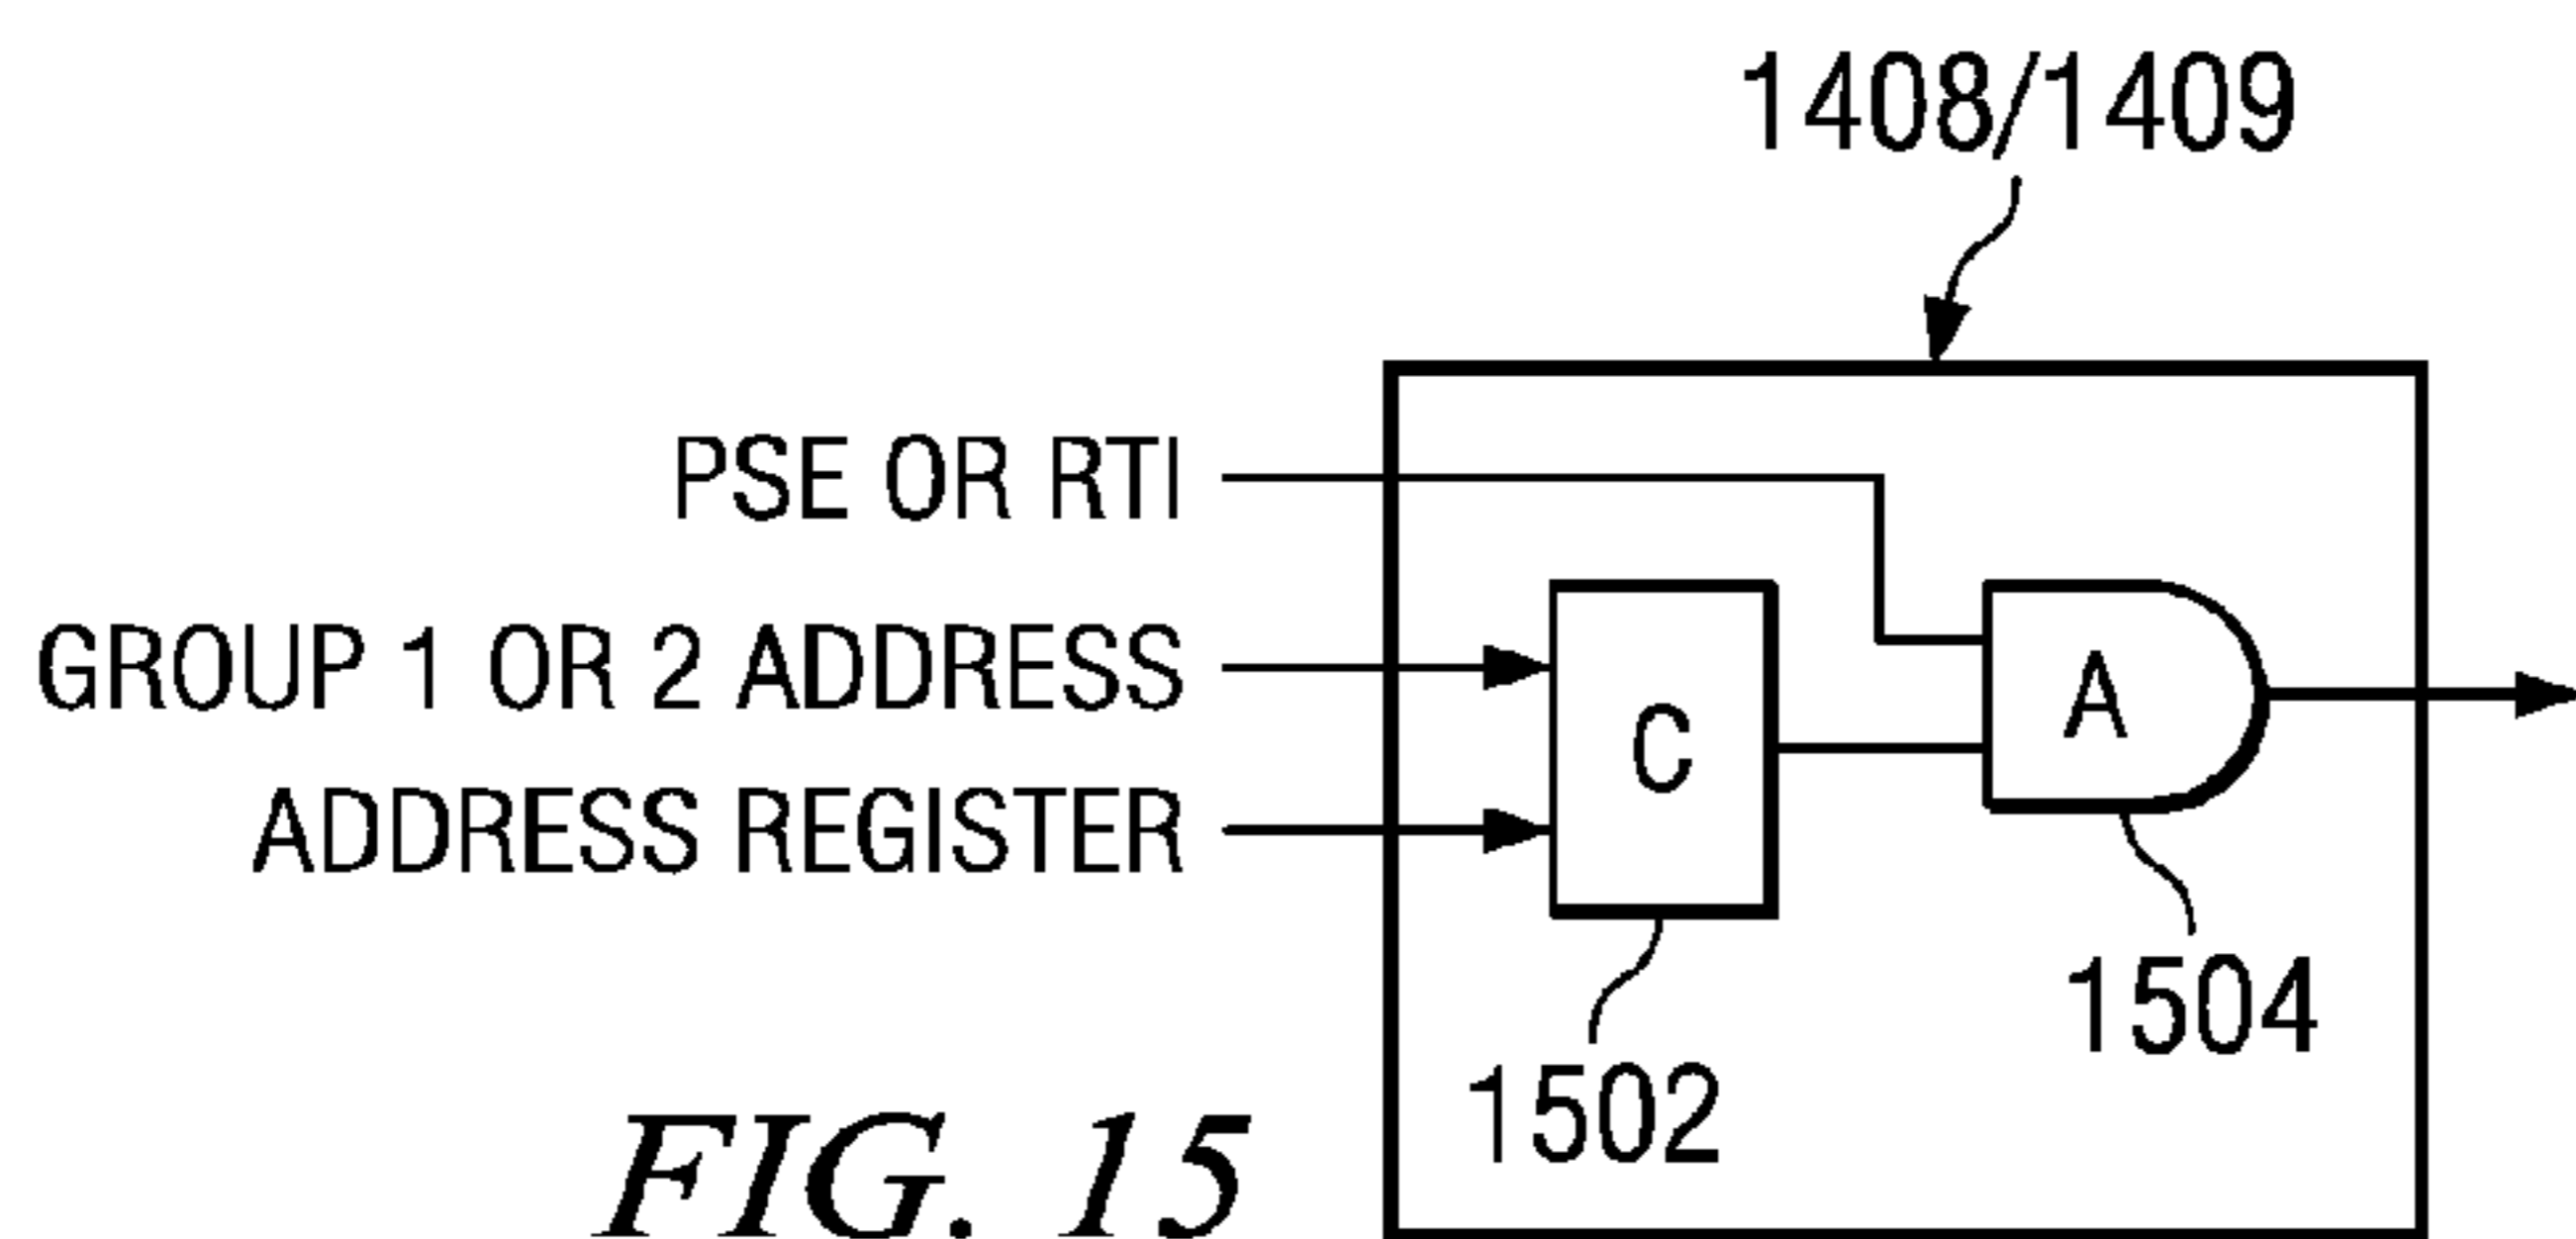 1408/1409
PSE OR RTI
GROUP 1 OR 2 ADDRESS
A
C
ADDRESS REGISTER
1504
1502
FIG. 15